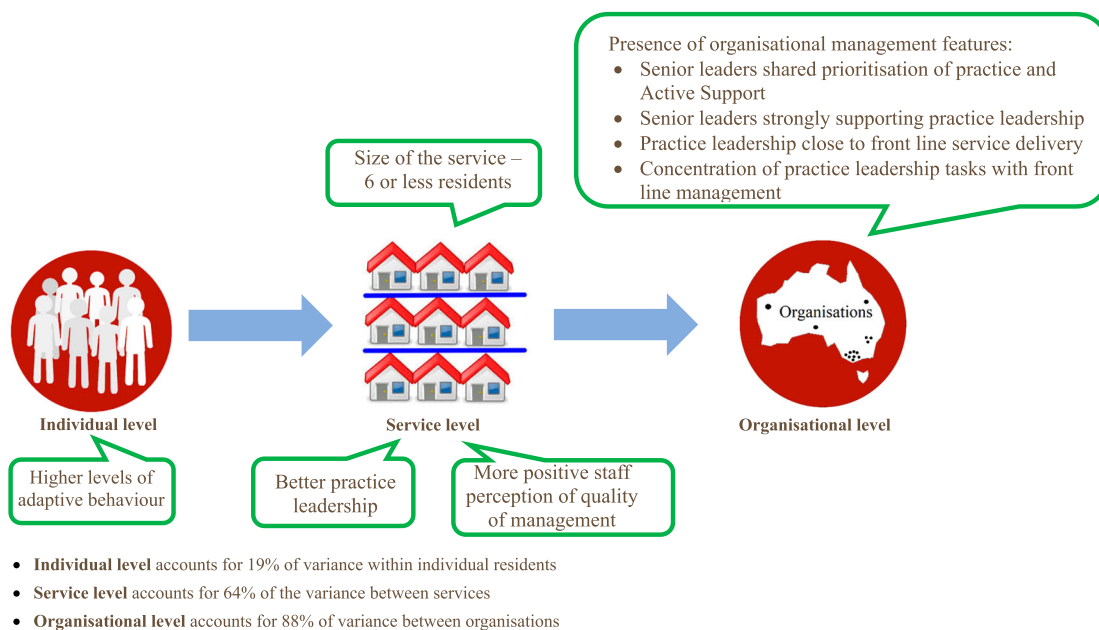 Presence of organisational management features:
• Senior leaders shared prioritisation of practice and
Active Support
• Senior leaders strongly supporting practice leadership
• Practice leadership close to front line service delivery
• Concentration of practice leadership tasks with front
line management
Size of the service –
6 or less residents
Organisations
Individual level
Service level
Organisational level
Higher levels of
adaptive behaviour
Better practice
leadership
More positive staff
perception of quality
of management
• Individual level accounts for 19% of variance within individual residents
• Service level accounts for 64% of the variance between services
• Organisational level accounts for 88% of variance between organisations